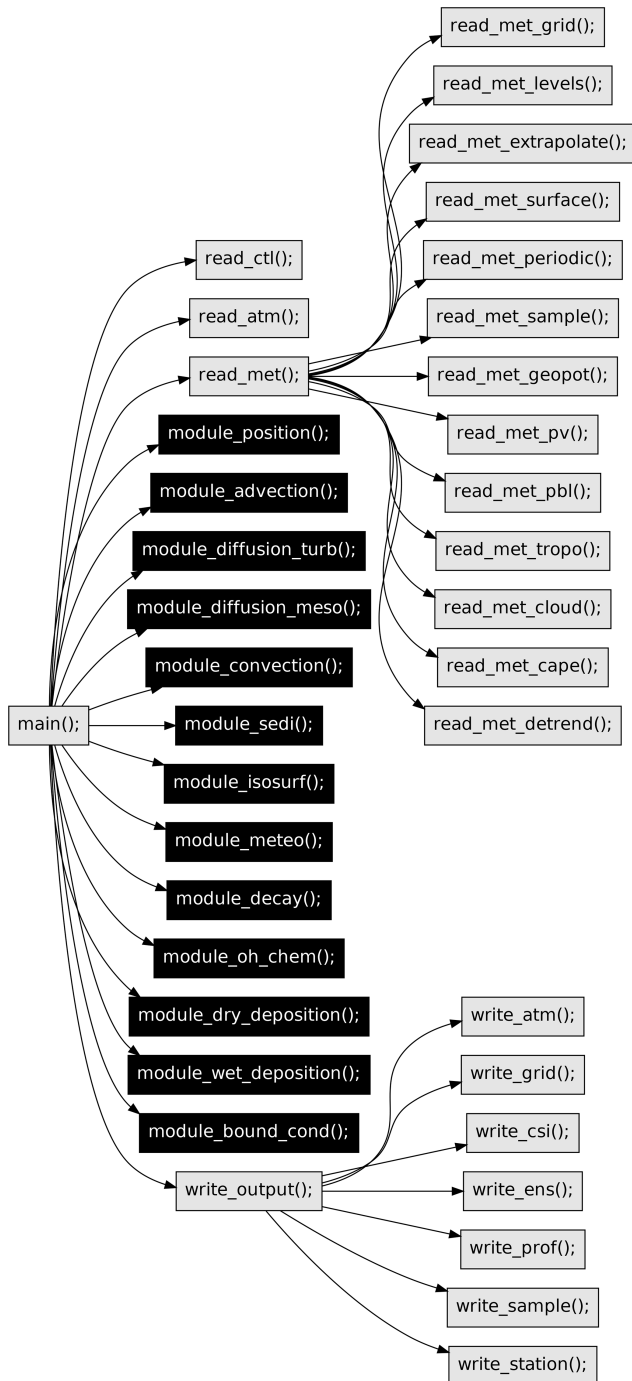 read_met_grid();
read_met_levels();
read_met_extrapolate();
read_met_surface();
read_ctl();
read_met_periodic();
read_atm();
read_met_sample();
read_met();
read_met_geopot();
module_position();
read_met_pv();
module_advection();
read_met_pbl();
module_diffusion_turb();
read_met_tropo();
module_diffusion_meso();
read_met_cloud();
module_convection();
read_met_cape();
main();
module_sedi();
read_met_detrend();
module_isosurf();
module_meteo();
module_decay();
module_oh_chem();
module_dry_deposition();
write_atm();
module_wet_deposition();
write_grid();
module_bound_cond();
write_csi();
write_output();
write_ens();
write_prof();
write_sample();
write_station();